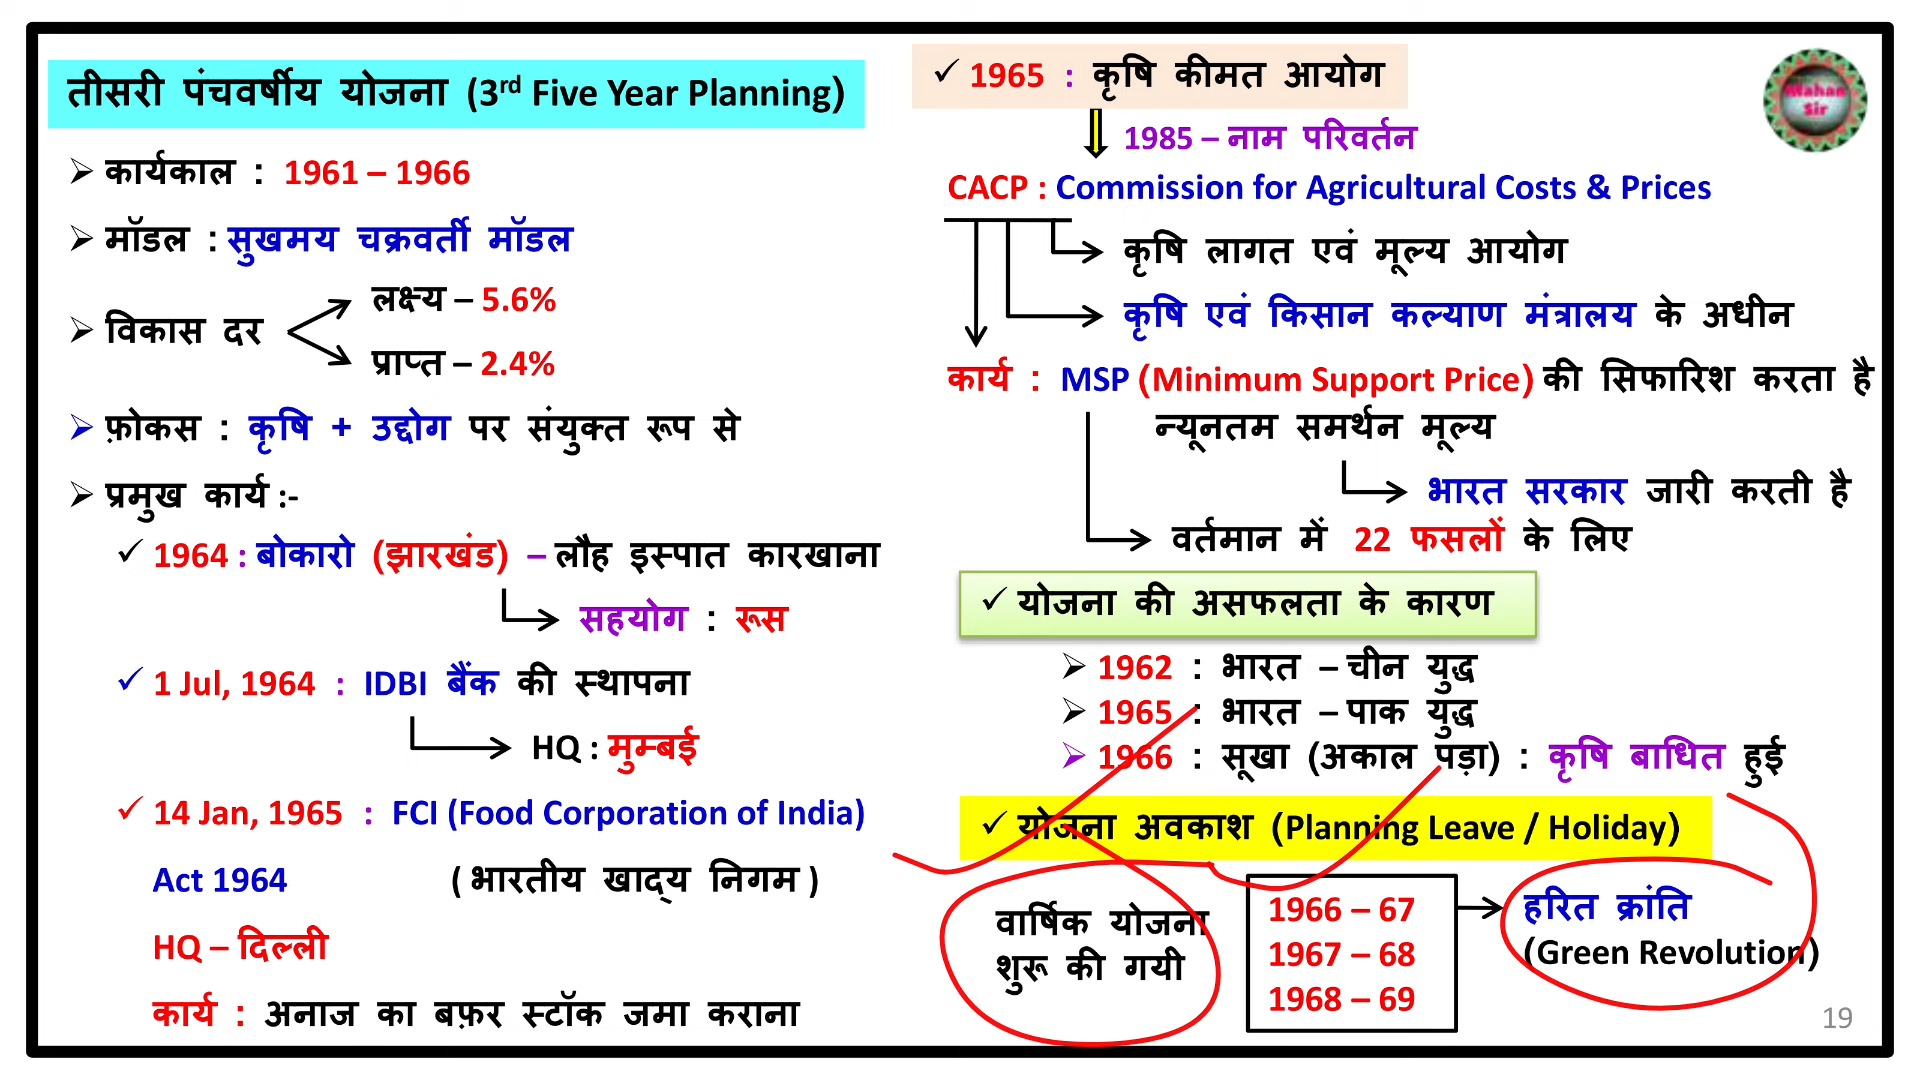 तीसरी पंचवर्षीय योजना (3rd Five Year Planning)
कार्यकाल : 1961 – 1966
मॉडल : सुखमय चक्रवर्ती मॉडल
विकास दर
लक्ष्य – 5.6%
प्राप्त – 2.4%
फ़ोकस : कृषि + उद्दोग पर संयुक्त रूप से
प्रमुख कार्य :-
1964 : बोकारो (झारखंड) – लौह इस्पात कारखाना
सहयोग : रूस
1 Jul, 1964 : IDBI बैंक की स्थापना
HQ : मुम्बई
14 Jan, 1965 : FCI (Food Corporation of India)
Act 1964 ( भारतीय खाद्य निगम )
HQ – दिल्ली
कार्य : अनाज का बफ़र स्टॉक जमा कराना
1965 : कृषि कीमत आयोग
1985 – नाम परिवर्तन
CACP : Commission for Agricultural Costs & Prices
कृषि लागत एवं मूल्य आयोग
कृषि एवं किसान कल्याण मंत्रालय के अधीन
कार्य : MSP (Minimum Support Price) की सिफारिश करता है
न्यूनतम समर्थन मूल्य
भारत सरकार जारी करती है
वर्तमान में 22 फसलों के लिए
योजना की असफलता के कारण
1962 : भारत – चीन युद्ध
1965 : भारत – पाक युद्ध
1966 : सूखा (अकाल पड़ा) : कृषि बाधित हुई
योजना अवकाश (Planning Leave / Holiday)
वार्षिक योजना
शुरू की गयी
1966 – 67
1967 – 68
1968 – 69
हरित क्रांति
(Green Revolution)
Mahan
Sir
19